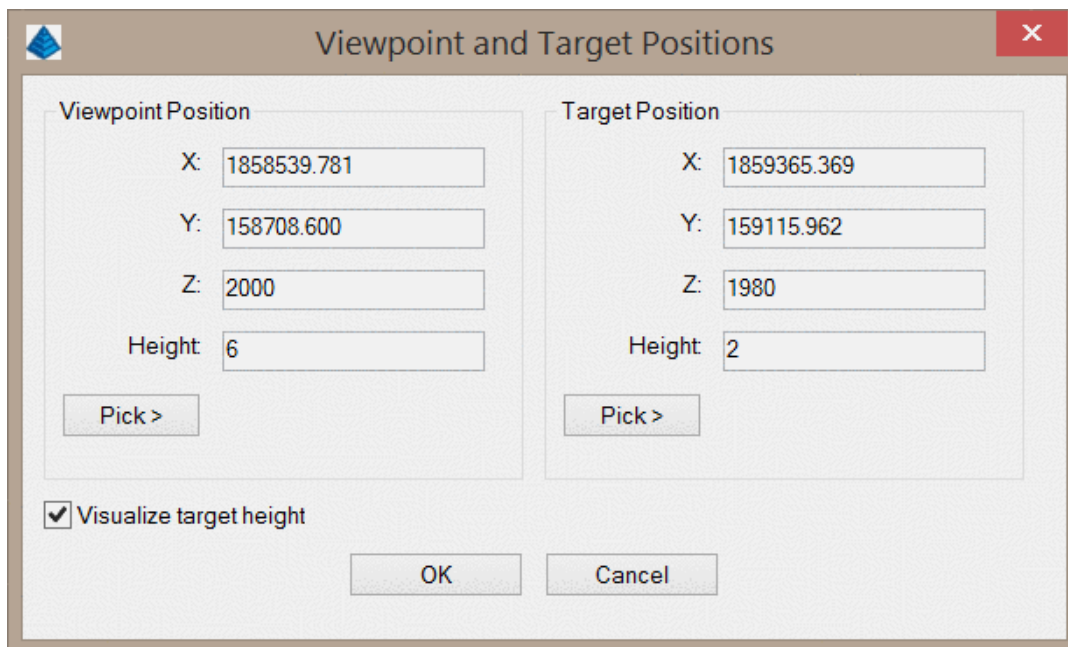 Viewpoint and Target Positions
Viewpoint Position
X: 1858539.781
Y: 158708.600
Z: 2000
Height: 6
Pick >
Target Position
X: 1859365.369
Y: 159115.962
Z: 1980
Height: 2
Pick >
Visualize target height
OK
Cancel